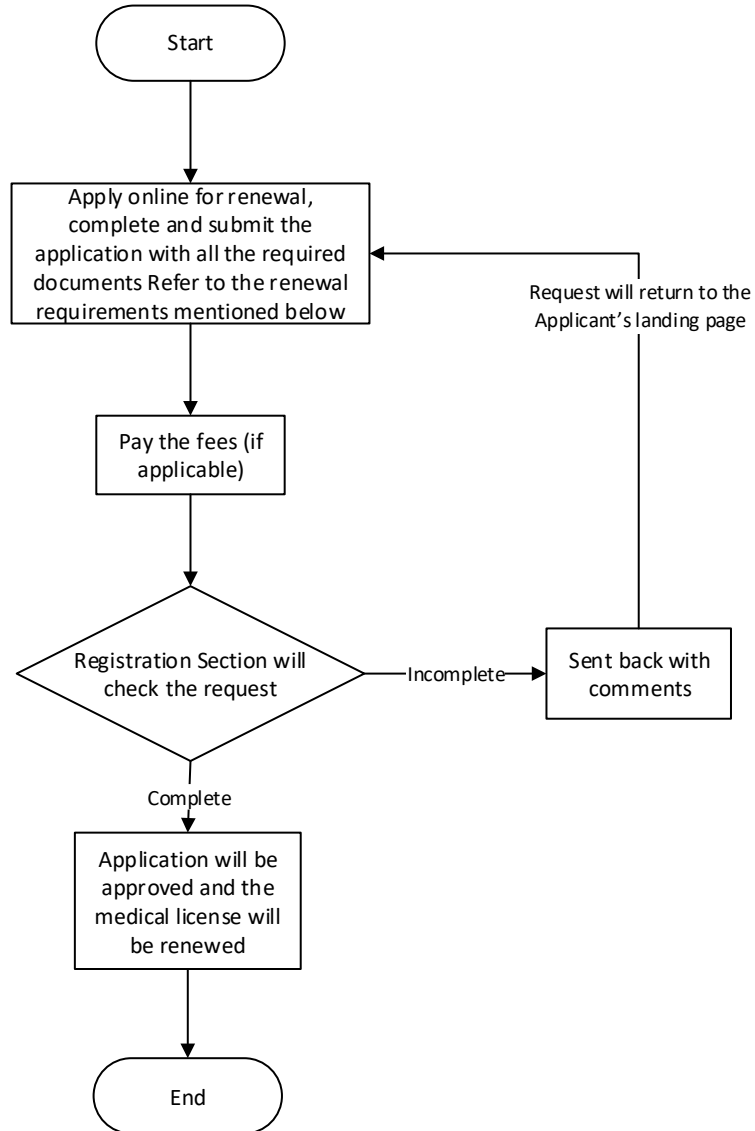 Start
Apply online for renewal,
complete and submit the
application with all the required
documents Refer to the renewal
requirements mentioned below
Request will return to the
Applicant’s landing page
Pay the fees (if
applicable)
Registration Section will
check the request
Incomplete
Sent back with
comments
Complete
Application will be
approved and the
medical license will
be renewed
End